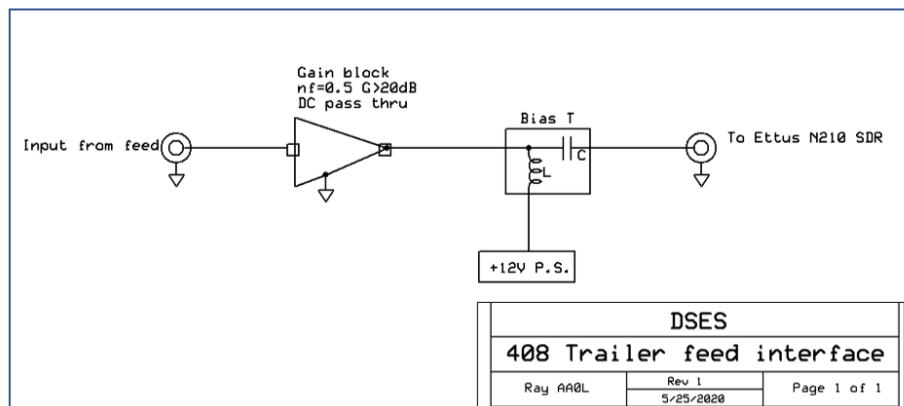 Gain block
nf=0.5 G>20dB
DC pass thru
Input from feed
Bias T
C
L
To Ettus N210 SDR
+12V P.S.
DSES
408 Trailer feed interface
Ray AA0L
Rev 1
5/25/2020
Page 1 of 1